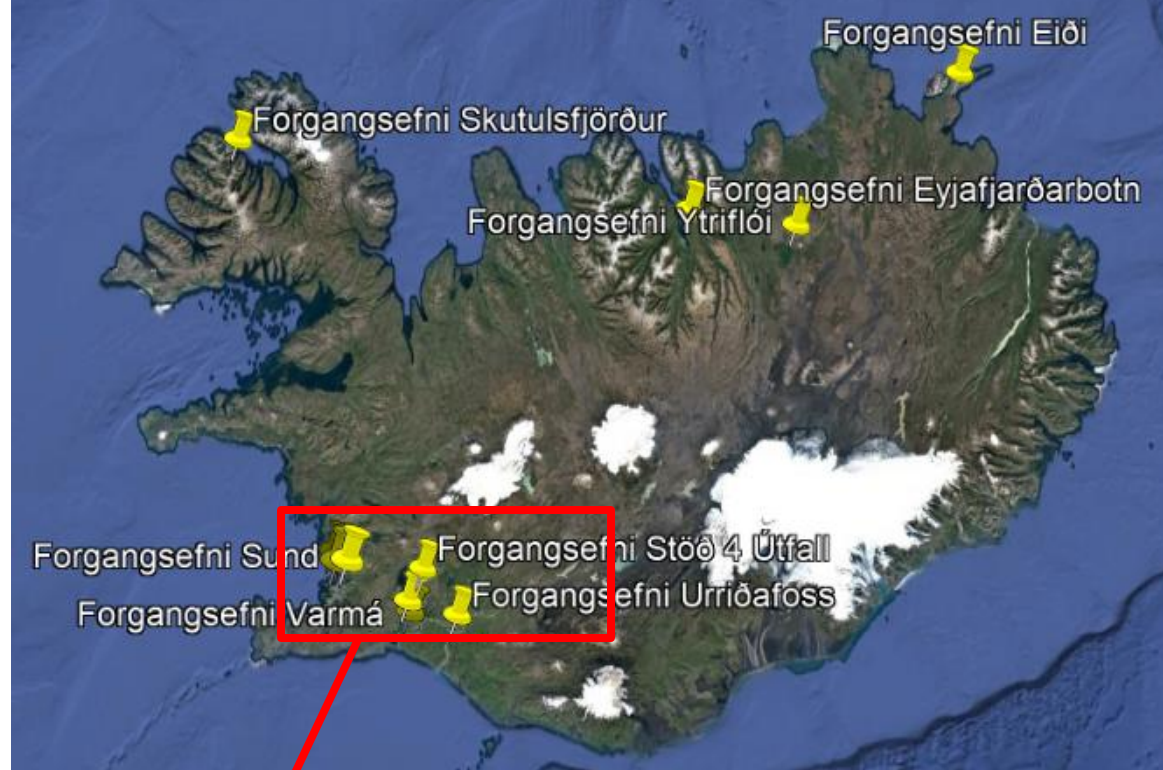 Forgangsefni Eiði
Forgangsefni Skutulsfjörður
Forgangsefni Eyjafjarðarbotn
Forgangsefni Ytriflói
Forgangsefni Stöð 4 Útfall
Forgangsefni Sund
Forgangsefni Urriðafoss
Forgangsefni Varmá